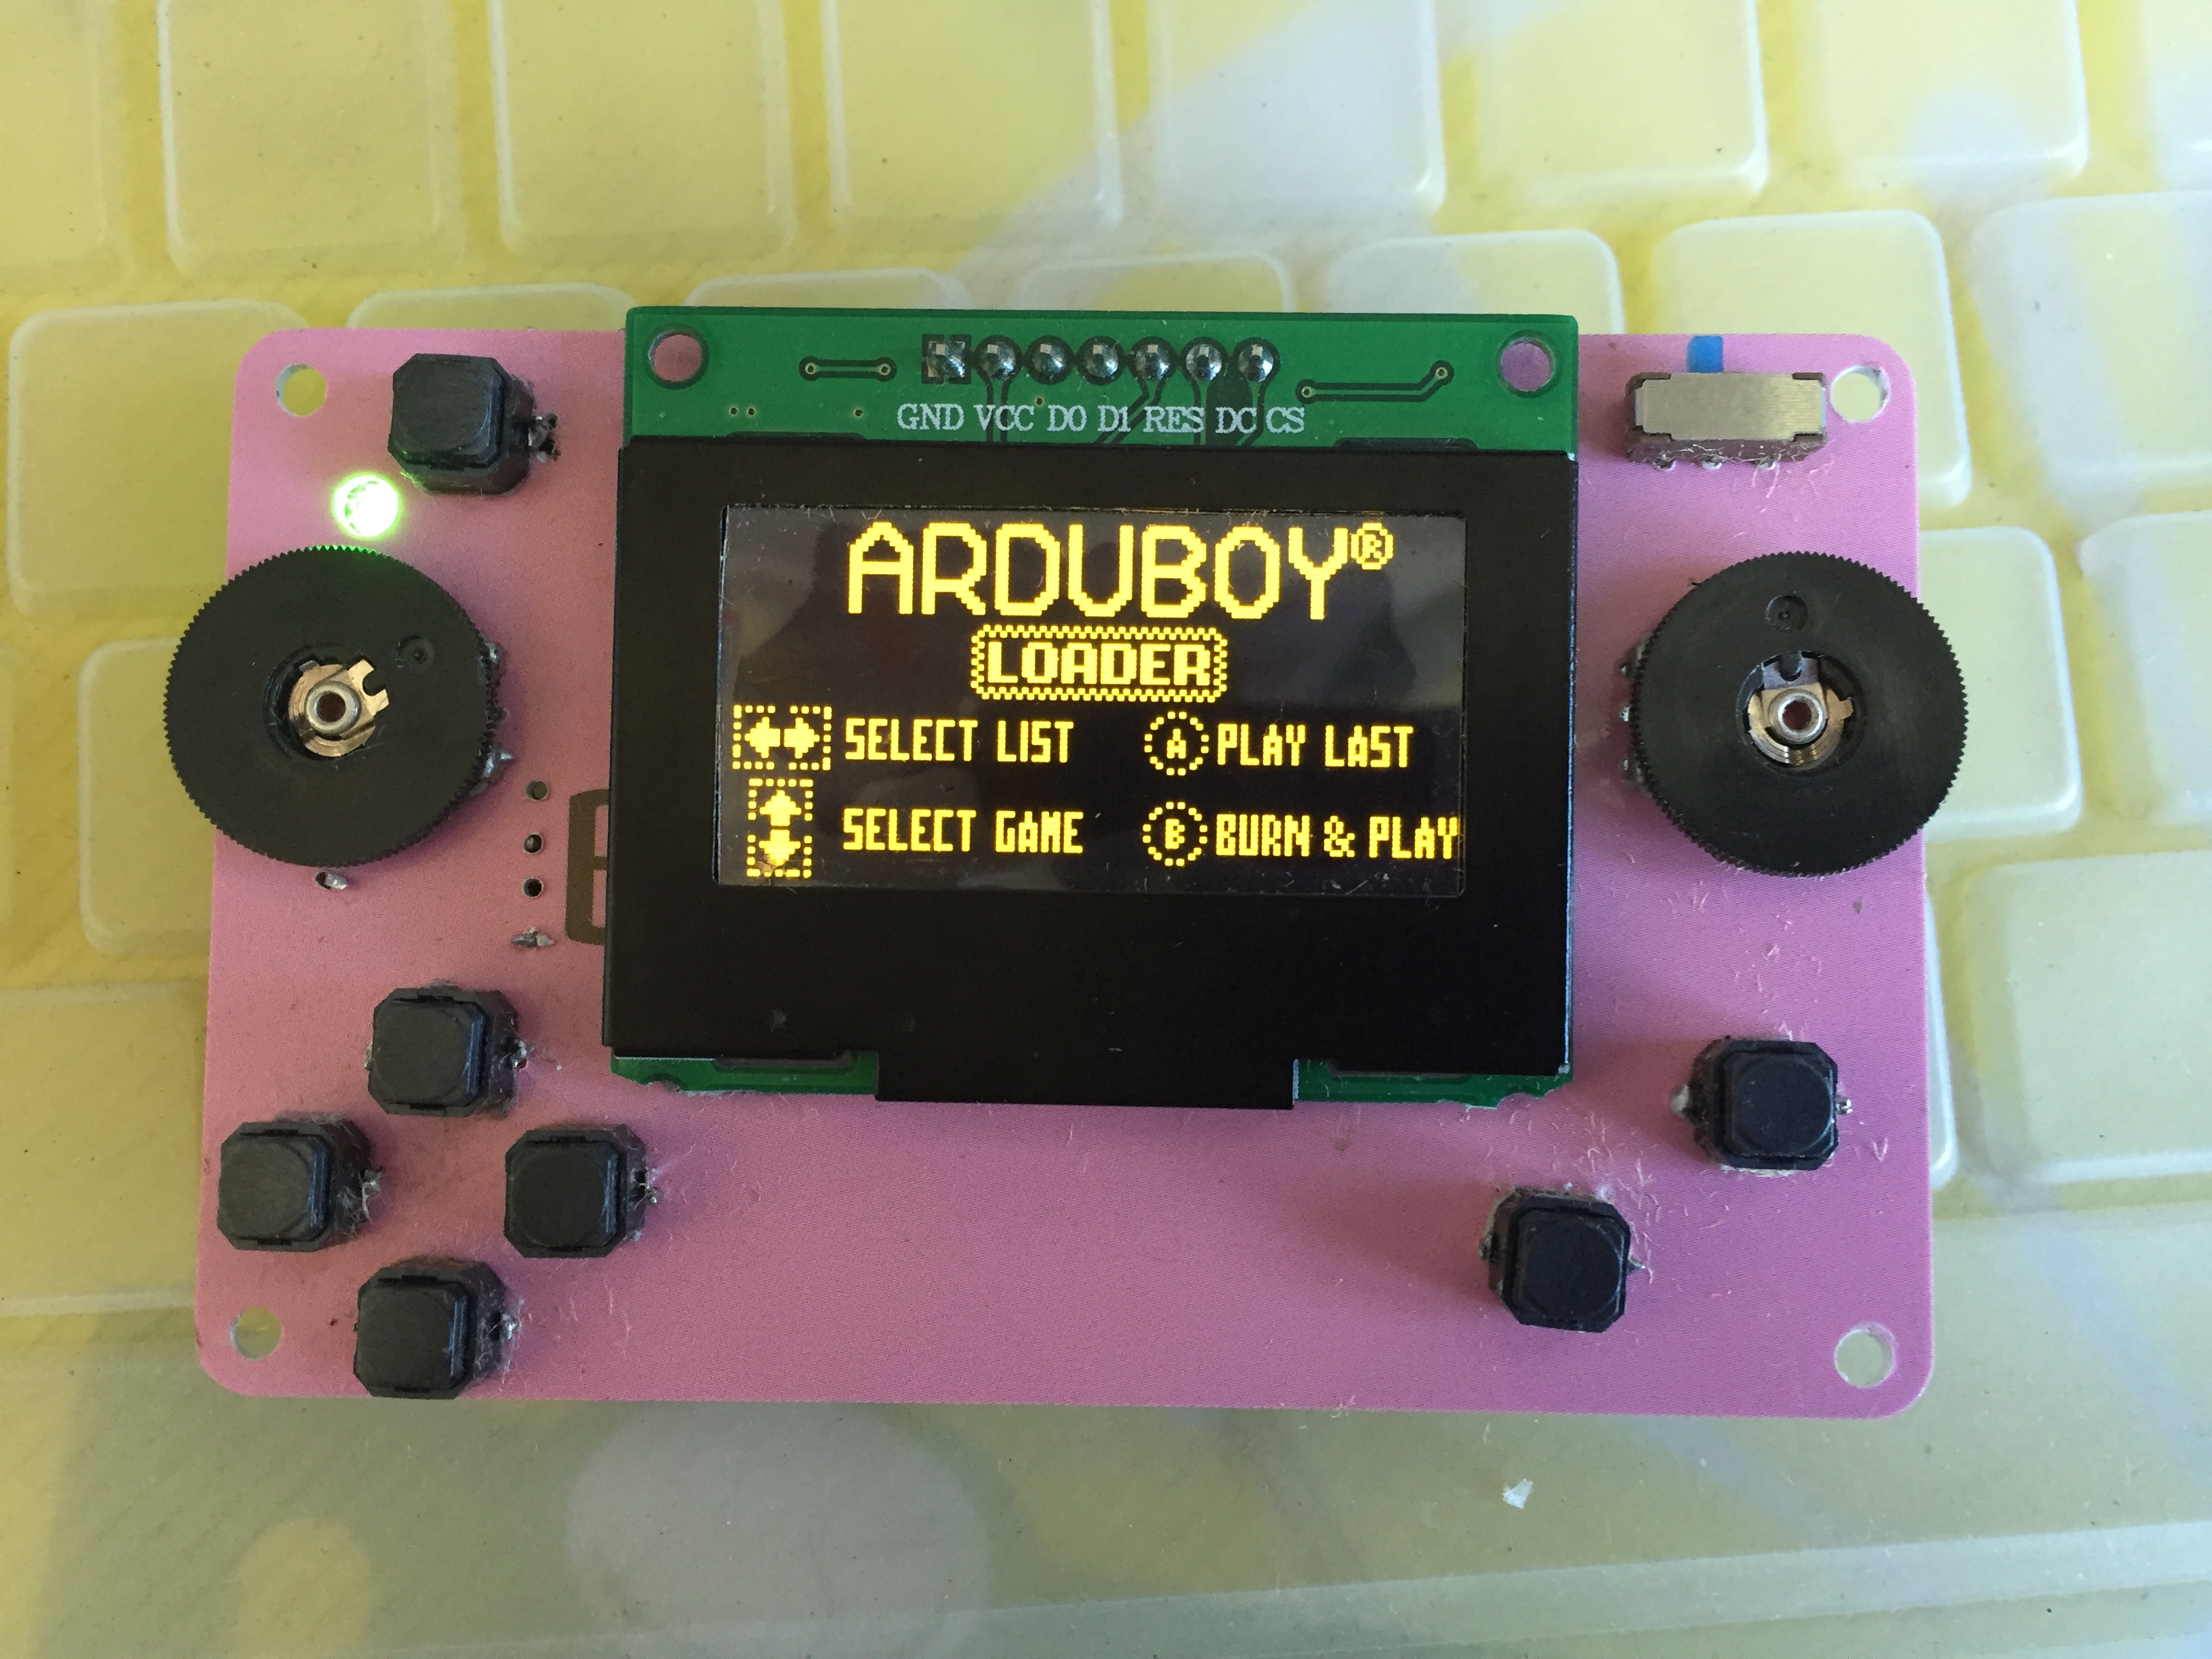 GND VCC D0 D1 RES DC CS
ARDUBOY®
LOADER
SELECT LIST A PLAY LAST
SELECT GAME B BURN & PLAY